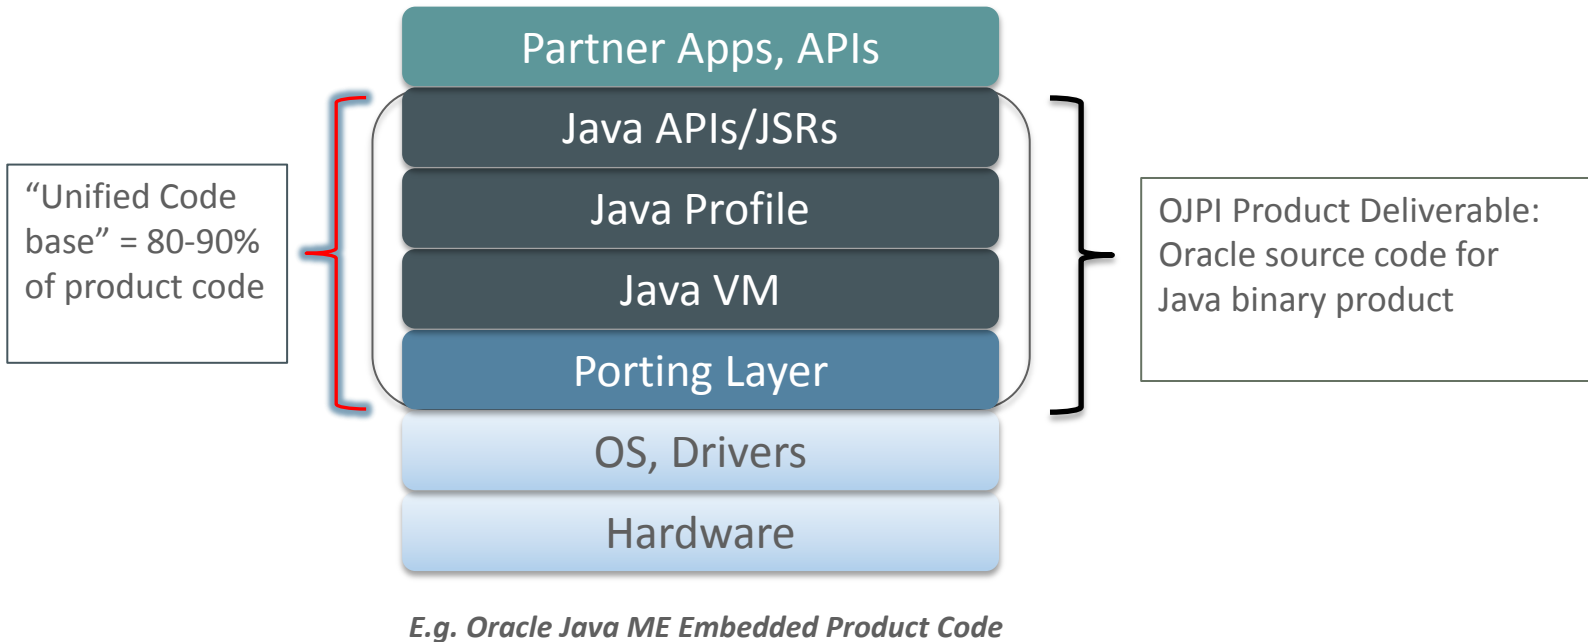 Partner Apps, APIs
Java APIs/JSRs
Java Profile
Java VM
Porting Layer
OS, Drivers
Hardware
“Unified Code
base” = 80-90%
of product code
OJPI Product Deliverable:
Oracle source code for
Java binary product
E.g. Oracle Java ME Embedded Product Code